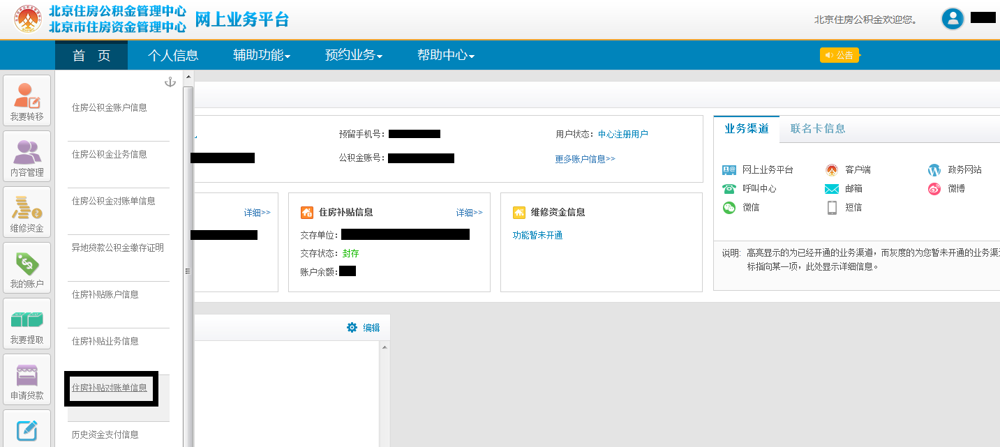 北京住房公积金管理中心
北京市住房资金管理中心
网上业务平台
北京住房公积金欢迎您。
首 页
个人信息
辅助功能
预约业务
帮助中心
公告
我要转移
内容管理
维修资金
我的账户
我要提取
申请贷款
住房公积金账户信息
住房公积金业务信息
住房公积金对账单信息
异地贷款公积金缴存证明
住房补贴账户信息
住房补贴业务信息
住房补贴对账单信息
历史资金支付信息
预留手机号：
用户状态：中心注册用户
公积金账号：
更多账户信息>>
详细>>
住房补贴信息
详细>>
交存单位：
交存状态：封存
账户余额：
维修资金信息
功能暂未开通
业务渠道
联名卡信息
网上业务平台
客户端
政务网站
呼叫中心
邮箱
微博
微信
短信
说明：高亮显示的为已经开通的业务渠道，而灰度的为您暂未开通的业务渠
标指向某一项，此处显示详细信息。
编辑